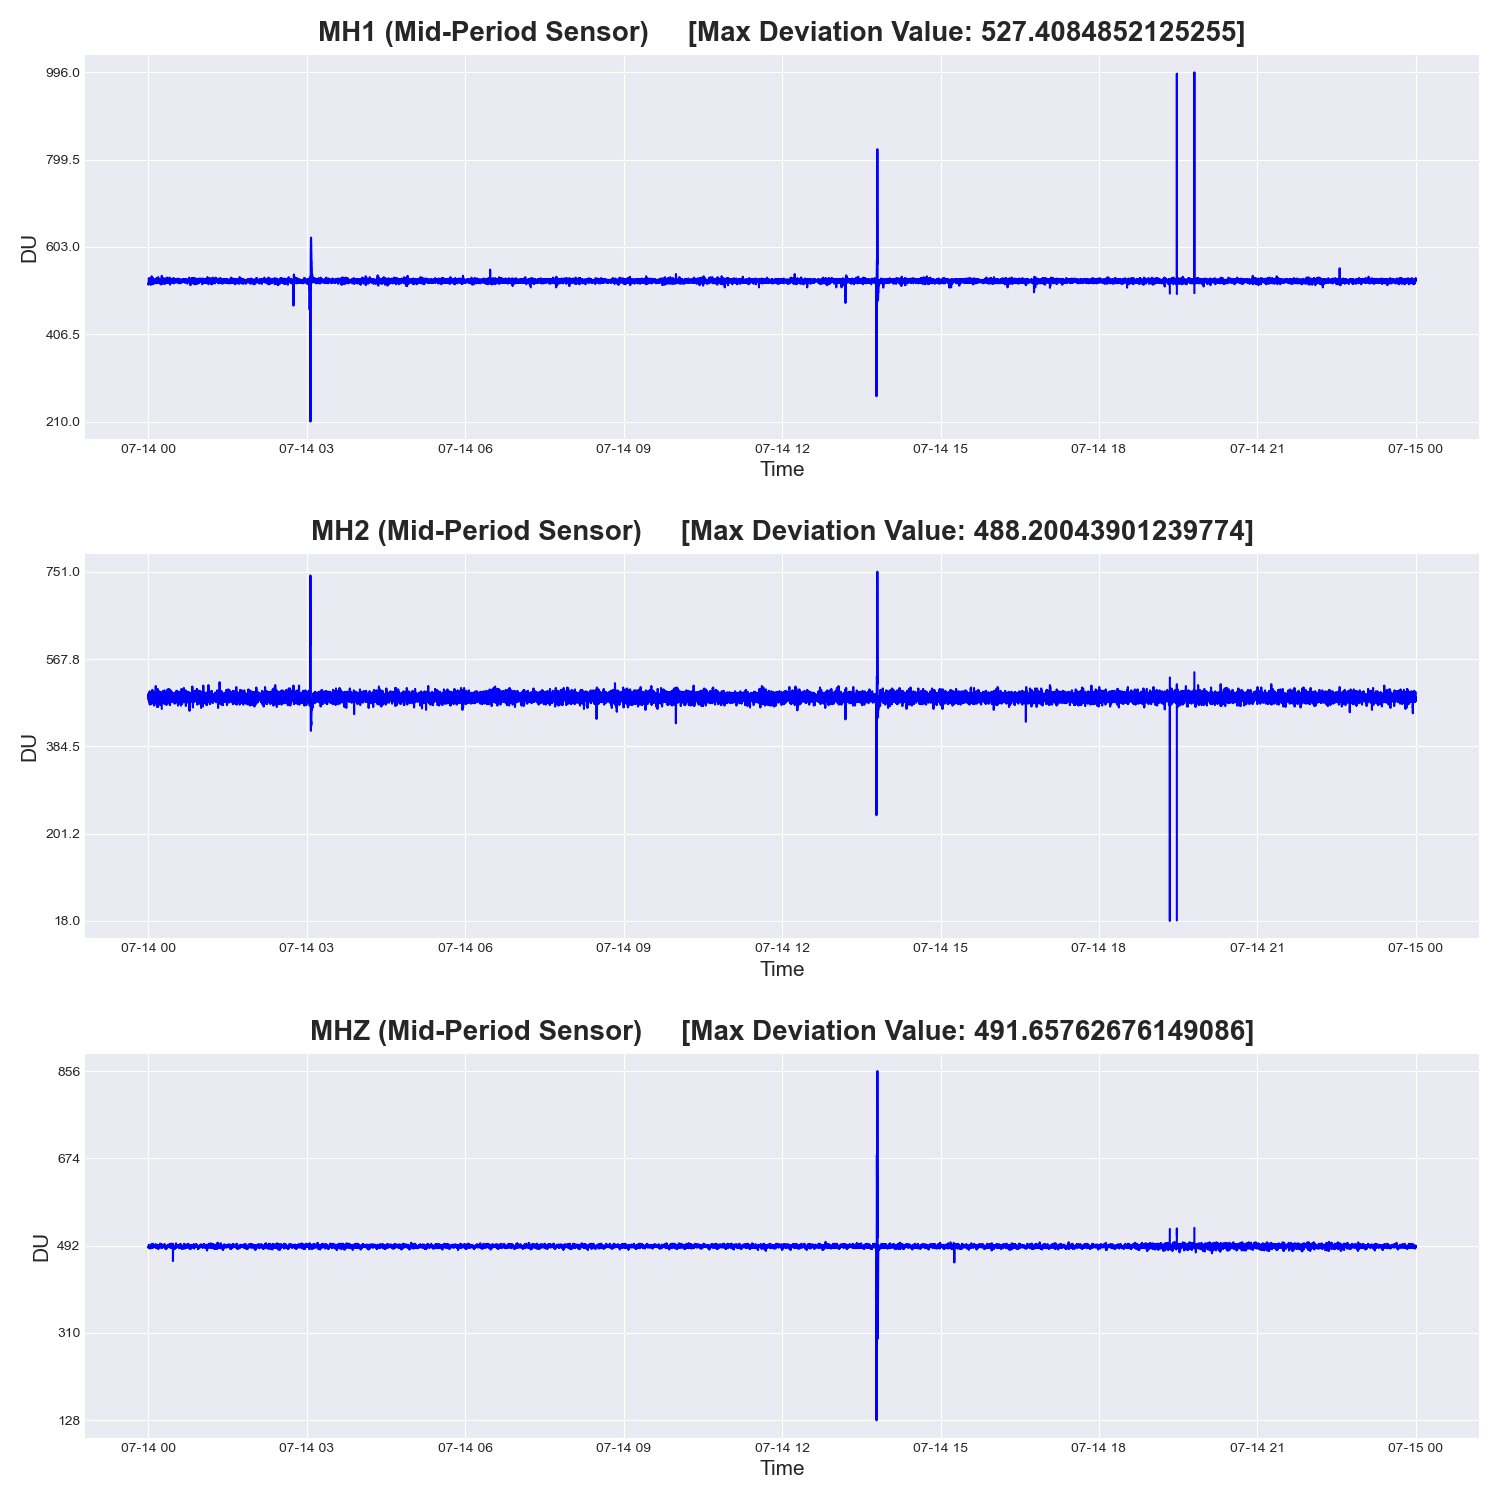 MH1 (Mid-Period Sensor) [Max Deviation Value: 527.4084852125255]
996.0
799.5
603.0
406.5
210.0
DU
07-14 00 07-14 03 07-14 06 07-14 09 07-14 12 07-14 15 07-14 18 07-14 21 07-15 00
Time
MH2 (Mid-Period Sensor) [Max Deviation Value: 488.20043901239774]
751.0
567.8
384.5
201.2
18.0
DU
07-14 00 07-14 03 07-14 06 07-14 09 07-14 12 07-14 15 07-14 18 07-14 21 07-15 00
Time
MHZ (Mid-Period Sensor) [Max Deviation Value: 491.65762676149086]
856
674
492
310
128
DU
07-14 00 07-14 03 07-14 06 07-14 09 07-14 12 07-14 15 07-14 18 07-14 21 07-15 00
Time